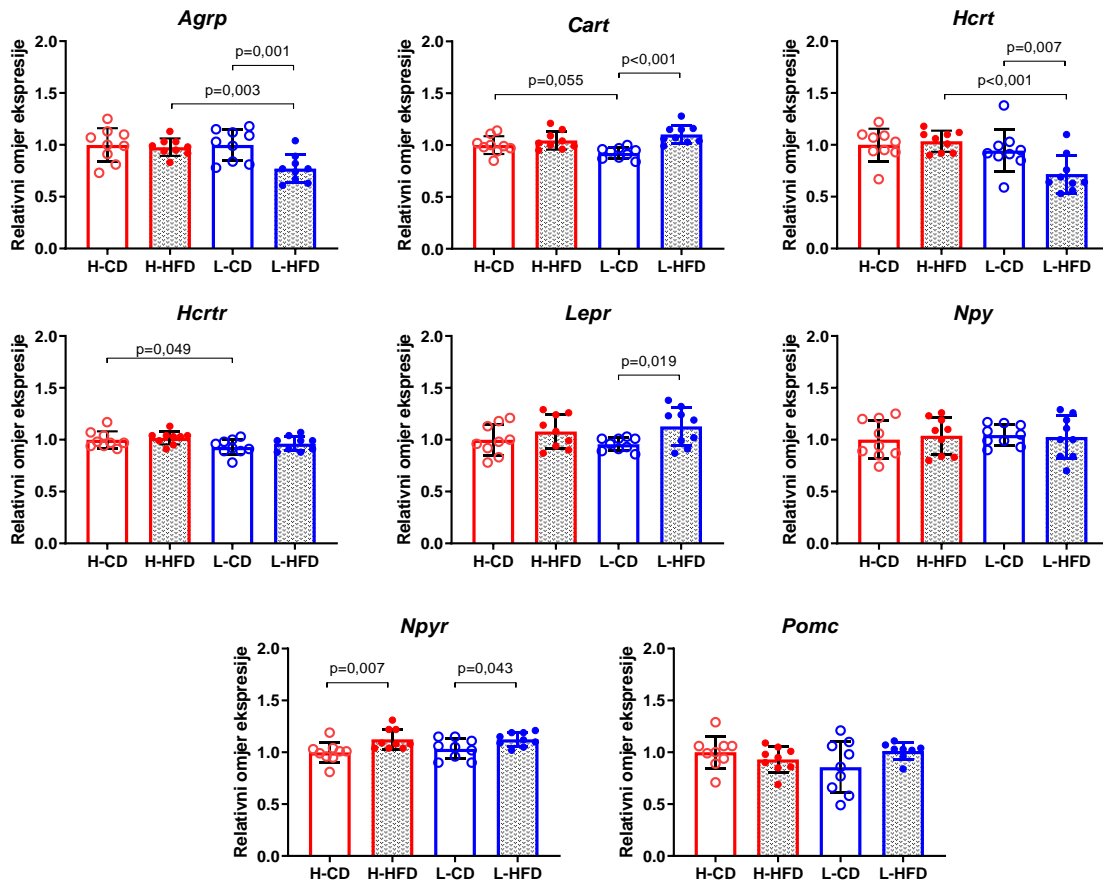 Agrp
Relativni omjer ekspresije
2.0
1.5
1.0
0.5
0.0
p=0,001
p=0,003
H-CD H-HFD L-CD L-HFD
Cart
Relativni omjer ekspresije
2.0
1.5
1.0
0.5
0.0
p<0,001
p=0,055
H-CD H-HFD L-CD L-HFD
Hcrt
Relativni omjer ekspresije
2.0
1.5
1.0
0.5
0.0
p=0,007
p<0,001
H-CD H-HFD L-CD L-HFD
Hcrtr
Relativni omjer ekspresije
2.0
1.5
1.0
0.5
0.0
p=0,049
H-CD H-HFD L-CD L-HFD
Lepr
Relativni omjer ekspresije
2.0
1.5
1.0
0.5
0.0
p=0,019
H-CD H-HFD L-CD L-HFD
Npy
Relativni omjer ekspresije
2.0
1.5
1.0
0.5
0.0
H-CD H-HFD L-CD L-HFD
Npyr
Relativni omjer ekspresije
2.0
1.5
1.0
0.5
0.0
p=0,007
p=0,043
H-CD H-HFD L-CD L-HFD
Pomc
Relativni omjer ekspresije
2.0
1.5
1.0
0.5
0.0
H-CD H-HFD L-CD L-HFD